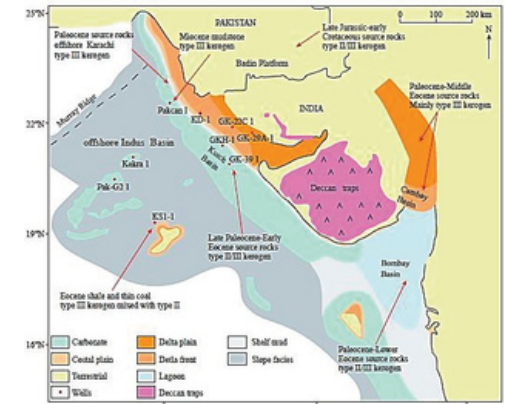 25°N
PAKISTAN
0 100 200 km
Paleocene source rocks
offshore Karachi
type III kerogen
Miocene mudstone
type III kerogen
Late Jurassic-early
Cretaceous source rocks
type II/III kerogen
N
Badin Platform
Paleocene-Middle
Eocene source rocks
Mainly type III kerogen
Murray Ridge
Pakcan 1
KD-1
GK-22C 1
INDIA
22°N
GKH-1
GK-29A-1
offshore Indus Basin
Kutch
Basin
GK-39 1
Kekra 1
Pak-G2 1
Deccan traps
Cambay
Basin
KS1-1
19°N
Late Paleocene-Early
Eocene source rocks
type II/III kerogen
Bombay
Basin
Eocene shale and thin coal
type III kerogen mixed with type II
16°N
Paleocene-Lower
Eocene source rocks
type II/III kerogen
Carbenate
Costal plain
Terrestrial
Wells
Delta plain
Derla front
Lagoon
Deccan traps
Shelf mud
Slope facies